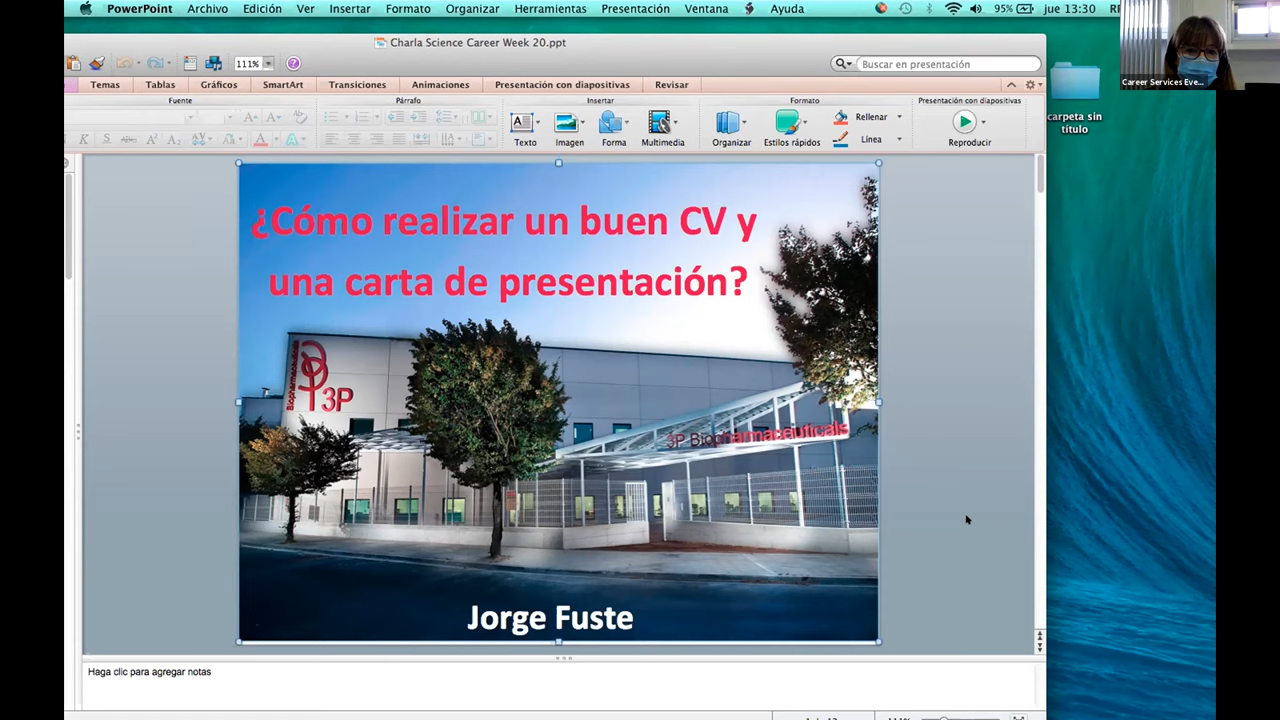 PowerPoint Archivo Edición Ver Insertar Formato Organizar Herramientas Presentación Ventana Ayuda 95% jue 13:30
Career Services Eve...
Charla Science Career Week 20.ppt
111% Buscar en presentación
Temas Tablas Gráficos SmartArt Transiciones Animaciones Presentación con diapositivas Revisar
Fuente Párrafo Insertar Formato Presentación con diapositivas
Rellenar
Línea
Texto Imagen Forma Multimedia Organizar Estilos rápidos Reproducir
carpeta sin
título
¿Cómo realizar un buen CV y
una carta de presentación?
Biopharmaceuticals
3P
3P Biopharmaceuticals
Jorge Fuste
Haga clic para agregar notas